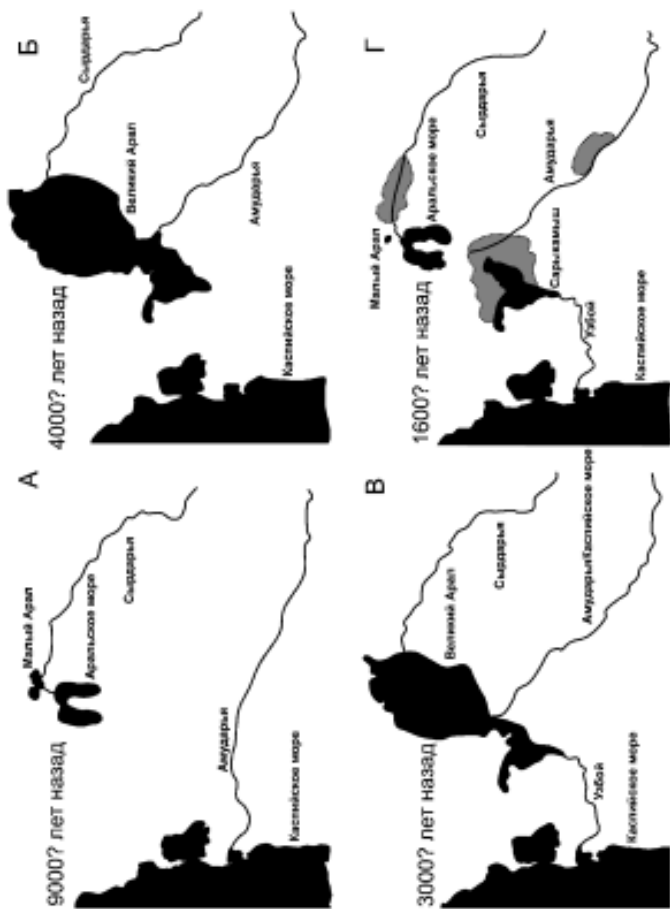 А
9000? лет назад
Малый Арал
Аральское море
Сырдарья
Амударья
Каспийское море
Б
4000? лет назад
Сырдарья
Великий Арал
Амударья
Каспийское море
В
3000? лет назад
Великий Арал
Сырдарья
АмударьяКаспийское море
Узбой
Каспийское море
Г
1600? лет назад
Малый Арал
Аральское море
Сырдарья
Амударья
Сарыкамыш
Узбой
Каспийское море